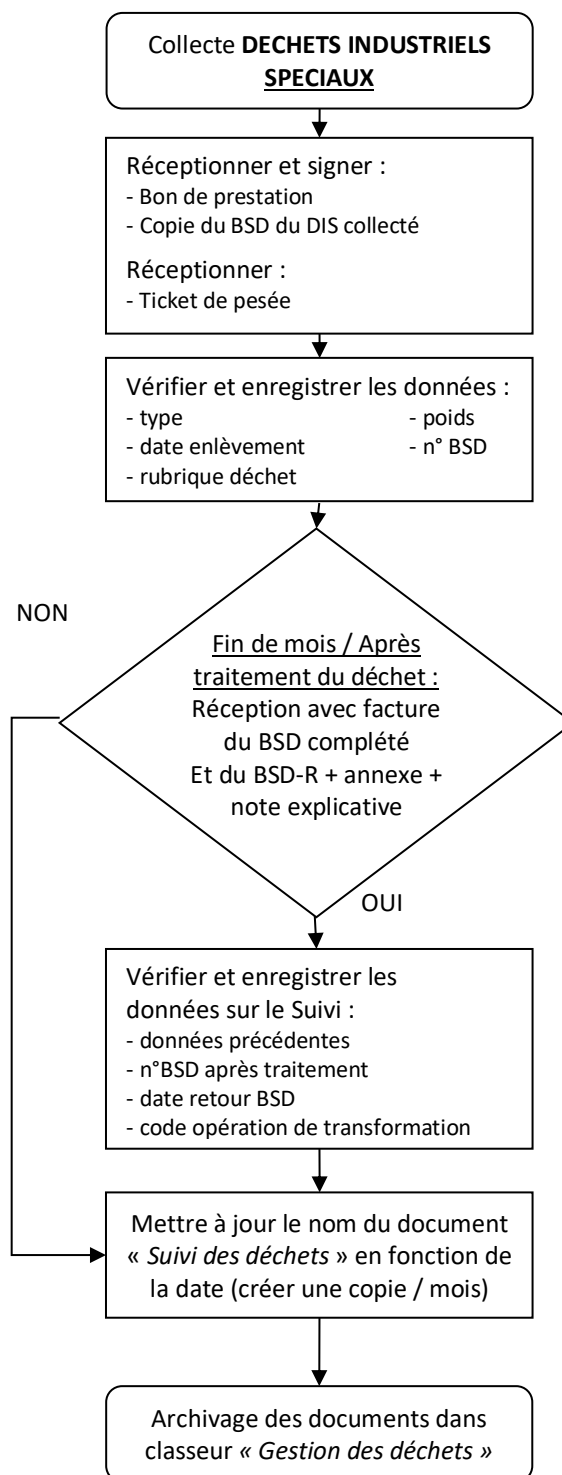 Collecte DECHETS INDUSTRIELS
SPECIAUX
Réceptionner et signer :
- Bon de prestation
- Copie du BSD du DIS collecté
Réceptionner :
- Ticket de pesée
Vérifier et enregistrer les données :
- type - poids
- date enlèvement - n° BSD
- rubrique déchet
NON
Fin de mois / Après
traitement du déchet :
Réception avec facture
du BSD complété
Et du BSD-R + annexe +
note explicative
OUI
Vérifier et enregistrer les
données sur le Suivi :
- données précédentes
- n°BSD après traitement
- date retour BSD
- code opération de transformation
Mettre à jour le nom du document
« Suivi des déchets » en fonction de
la date (créer une copie / mois)
Archivage des documents dans
classeur « Gestion des déchets »